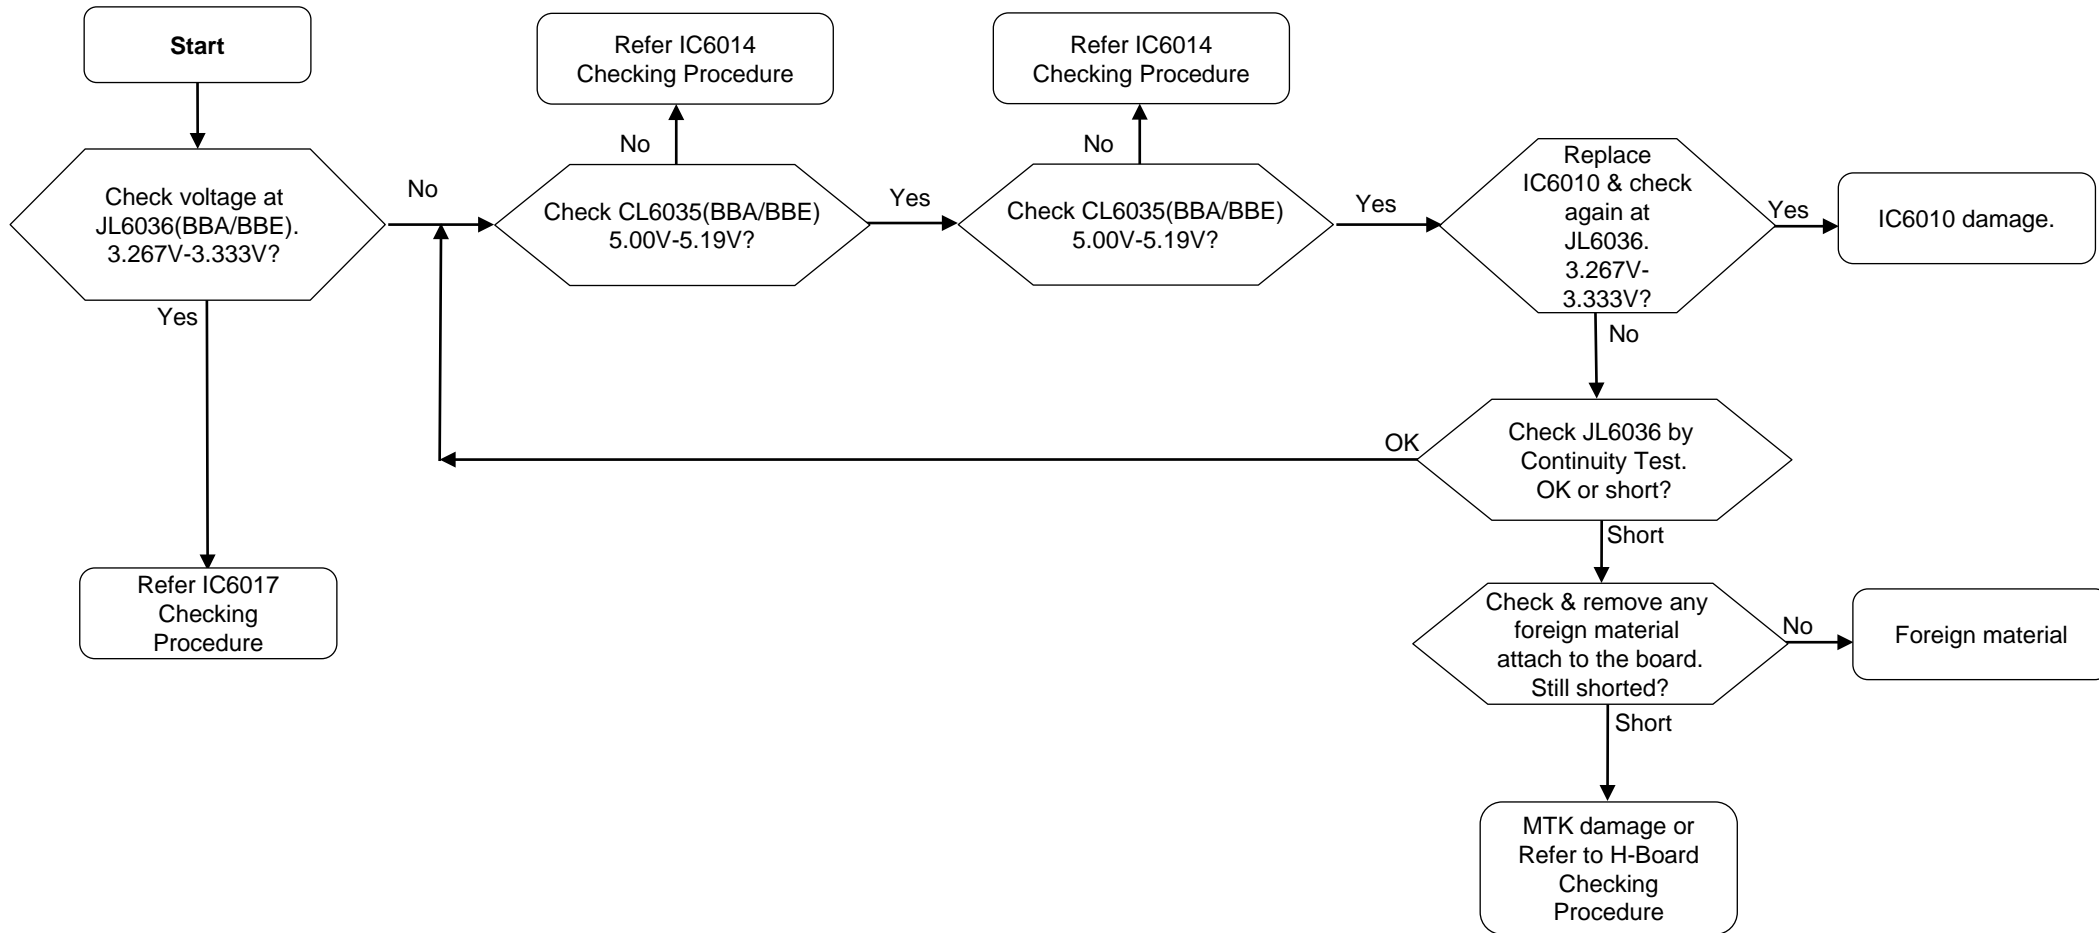 Start
Refer IC6014
Checking Procedure
Refer IC6014
Checking Procedure
No
No
Check voltage at
JL6036(BBA/BBE).
3.267V-3.333V?
No
Check CL6035(BBA/BBE)
5.00V-5.19V?
Yes
Check CL6035(BBA/BBE)
5.00V-5.19V?
Yes
Replace
IC6010 & check
again at
JL6036.
3.267V-
3.333V?
Yes
IC6010 damage.
Yes
No
OK
Check JL6036 by
Continuity Test.
OK or short?
Short
Refer IC6017
Checking
Procedure
Check & remove any
foreign material
attach to the board.
Still shorted?
No
Foreign material
Short
MTK damage or
Refer to H-Board
Checking
Procedure